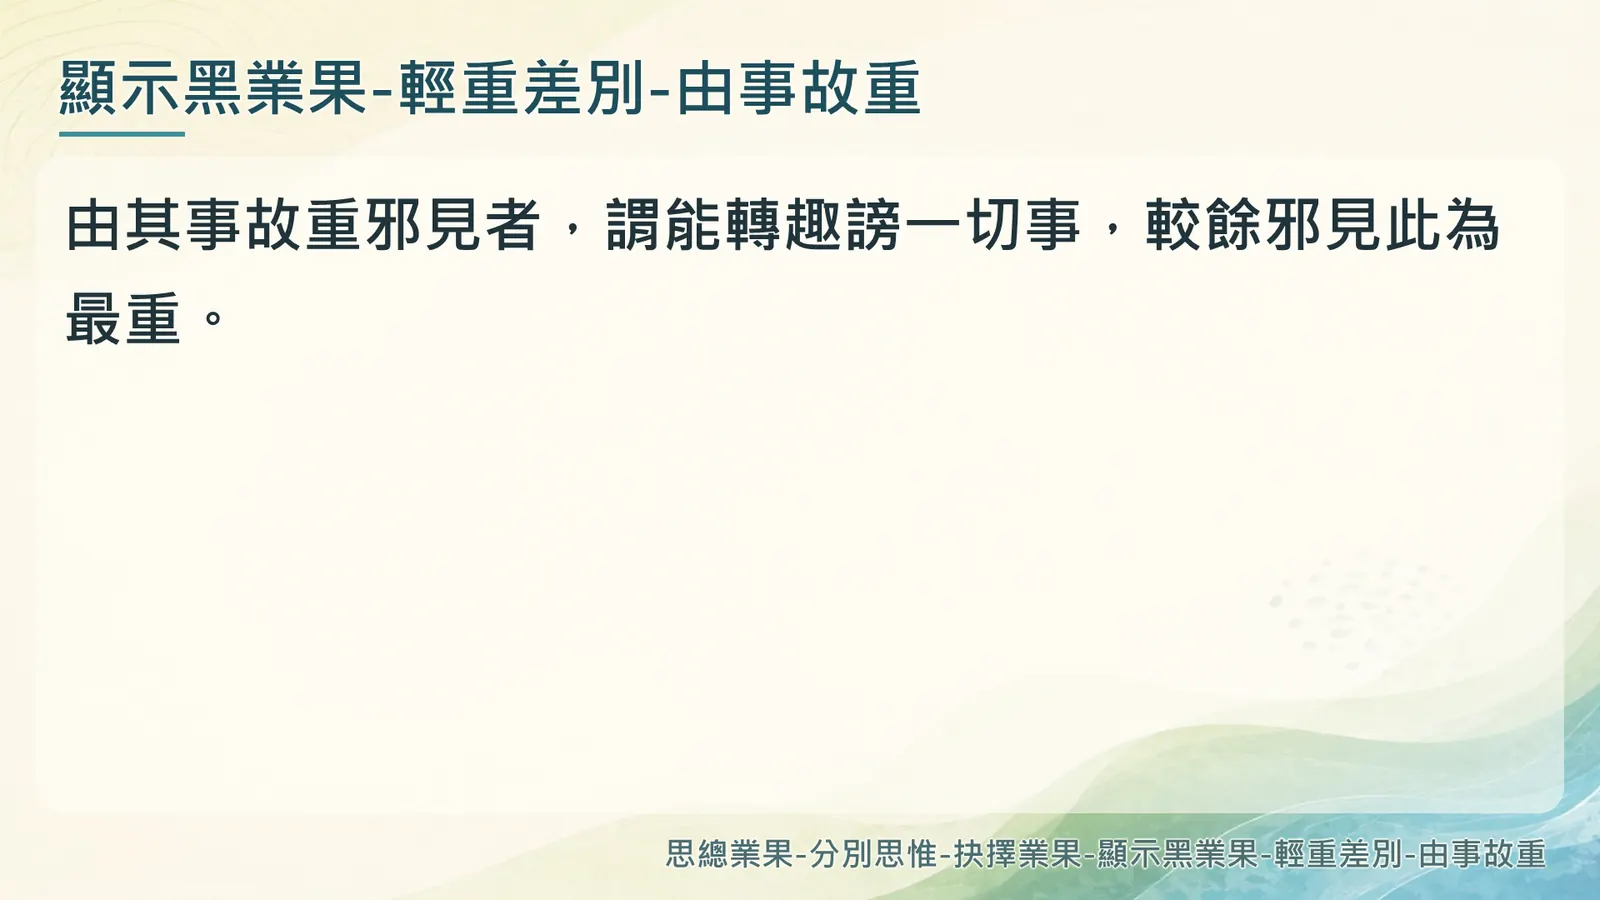 顯示黑業果-輕重差別-由事故重
由其事故重邪見者，謂能轉趣謗一切事，較餘邪見此為
最重。
思總業果-分別思惟-抉擇業果-顯示黑業果-輕重差別-由事故重